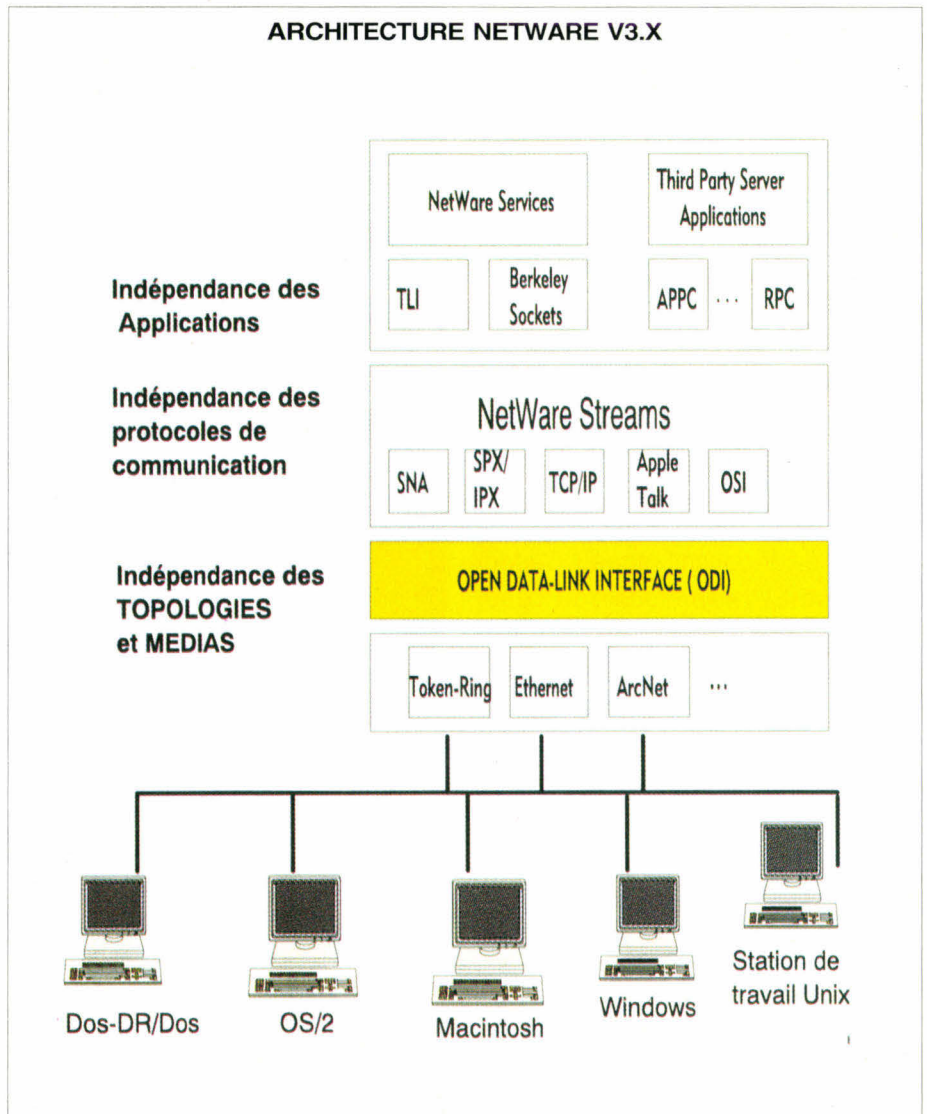 ARCHITECTURE NETWARE V3.X
NetWare Services
Third Party Server
Applications
Indépendance des
Applications
TLI
Berkeley
Sockets
APPC
...
RPC
Indépendance des
protocoles de
communication
NetWare Streams
SNA
SPX/
IPX
TCP/IP
Apple
Talk
OSI
Indépendance des
TOPOLOGIES
et MEDIAS
OPEN DATA-LINK INTERFACE ( ODI)
Token-Ring
Ethernet
ArcNet
...
Dos-DR/Dos
OS/2
Macintosh
Windows
Station de
travail Unix